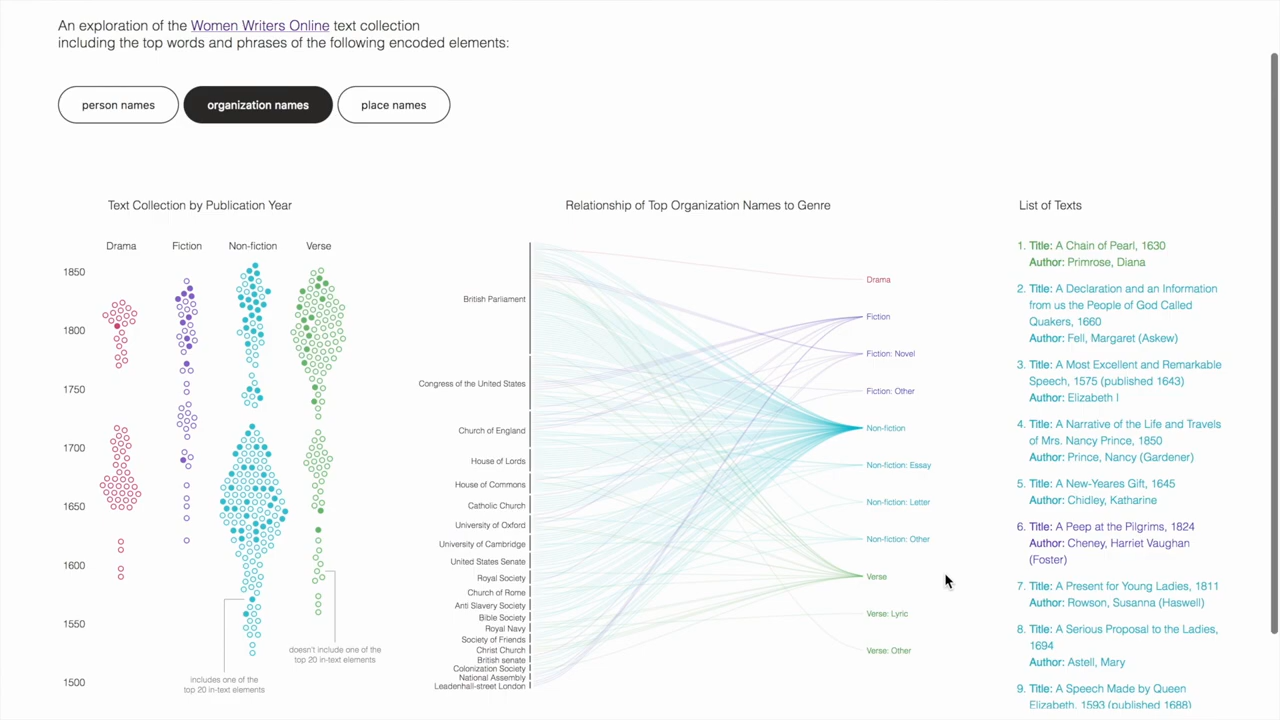 An exploration of the Women Writers Online text collection
including the top words and phrases of the following encoded elements:
person names
organization names
place names
Text Collection by Publication Year
Drama
Fiction
Non-fiction
Verse
1850
1800
1750
1700
1650
1600
1550
1500
doesn't include one of the
top 20 in-text elements
includes one of the
top 20 in-text elements
Relationship of Top Organization Names to Genre
British Parliament
Congress of the United States
Church of England
House of Lords
House of Commons
Catholic Church
University of Oxford
University of Cambridge
United States Senate
Royal Society
Church of Rome
Anti Slavery Society
Bible Society
Royal Navy
Society of Friends
Christ Church
British senate
Colonization Society
National Assembly
Leadenhall-street London
Drama
Fiction
Fiction: Novel
Fiction: Other
Non-fiction
Non-fiction: Essay
Non-fiction: Letter
Non-fiction: Other
Verse
Verse: Lyric
Verse: Other
List of Texts
1. Title: A Chain of Pearl, 1630
Author: Primrose, Diana
2. Title: A Declaration and an Information
from us the People of God Called
Quakers, 1660
Author: Fell, Margaret (Askew)
3. Title: A Most Excellent and Remarkable
Speech, 1575 (published 1643)
Author: Elizabeth I
4. Title: A Narrative of the Life and Travels
of Mrs. Nancy Prince, 1850
Author: Prince, Nancy (Gardener)
5. Title: A New-Yeares Gift, 1645
Author: Chidley, Katharine
6. Title: A Peep at the Pilgrims, 1824
Author: Cheney, Harriet Vaughan
(Foster)
7. Title: A Present for Young Ladies, 1811
Author: Rowson, Susanna (Haswell)
8. Title: A Serious Proposal to the Ladies,
1694
Author: Astell, Mary
9. Title: A Speech Made by Queen
Elizabeth, 1593 (published 1688)